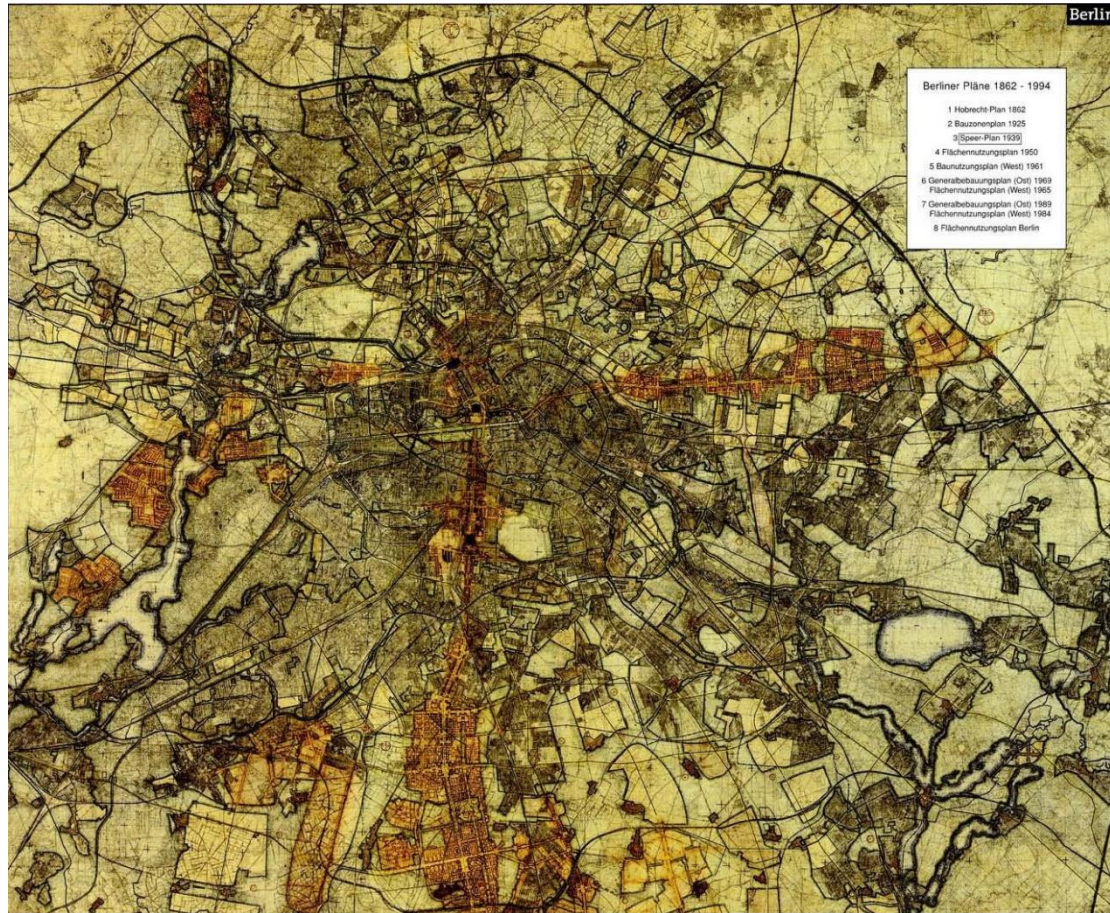 Berlin
Berliner Pläne 1862 - 1994
1 Hobrecht-Plan 1862
2 Bauzonenplan 1925
3 Speer-Plan 1939
4 Flächennutzungsplan 1950
5 Baunutzungsplan (West) 1961
6 Generalbebauungsplan (Ost) 1969
Flächennutzungsplan (West) 1965
7 Generalbebauungsplan (Ost) 1989
Flächennutzungsplan (West) 1984
8 Flächennutzungsplan Berlin